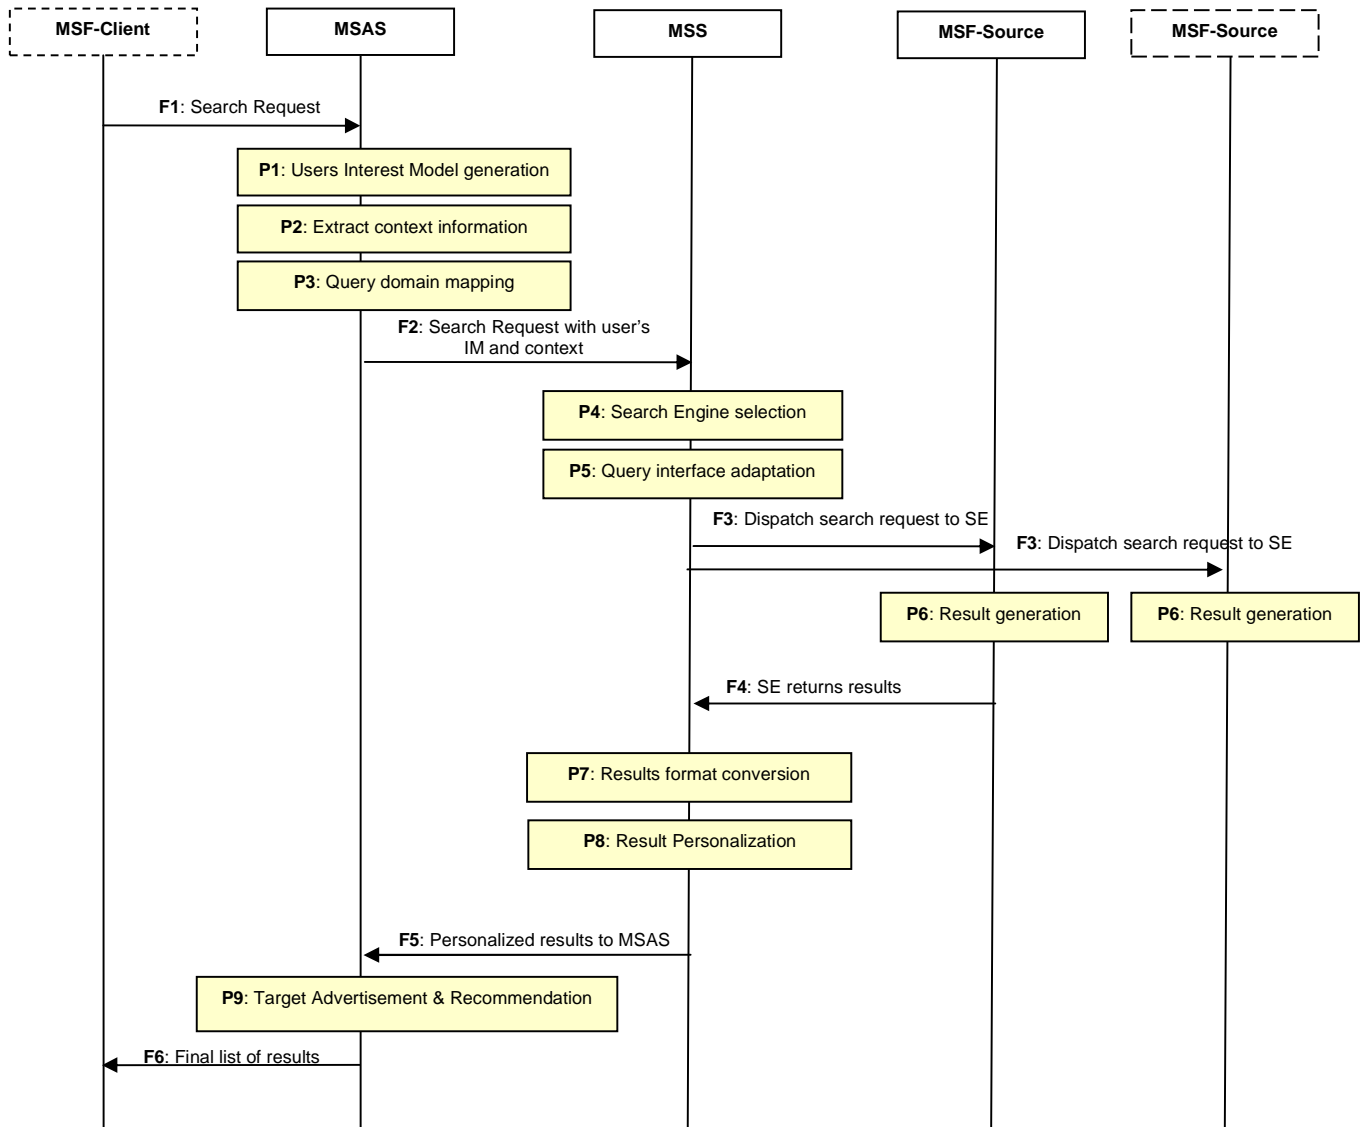 MSF-Client
MSAS
MSS
MSF-Source
MSF-Source
F1: Search Request
P1: Users Interest Model generation
P2: Extract context information
P3: Query domain mapping
F2: Search Request with user’s
IM and context
P4: Search Engine selection
P5: Query interface adaptation
F3: Dispatch search request to SE
F3: Dispatch search request to SE
P6: Result generation
P6: Result generation
F4: SE returns results
P7: Results format conversion
P8: Result Personalization
F5: Personalized results to MSAS
P9: Target Advertisement & Recommendation
F6: Final list of results